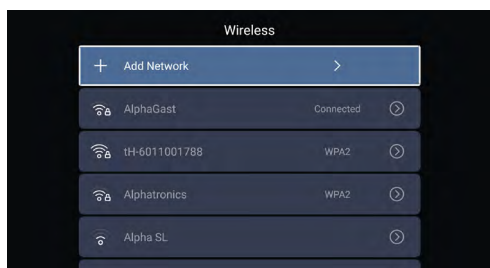 Wireless
Add Network
AlphaGast Connected
tH-6011001788 WPA2
Alphatronics WPA2
Alpha SL